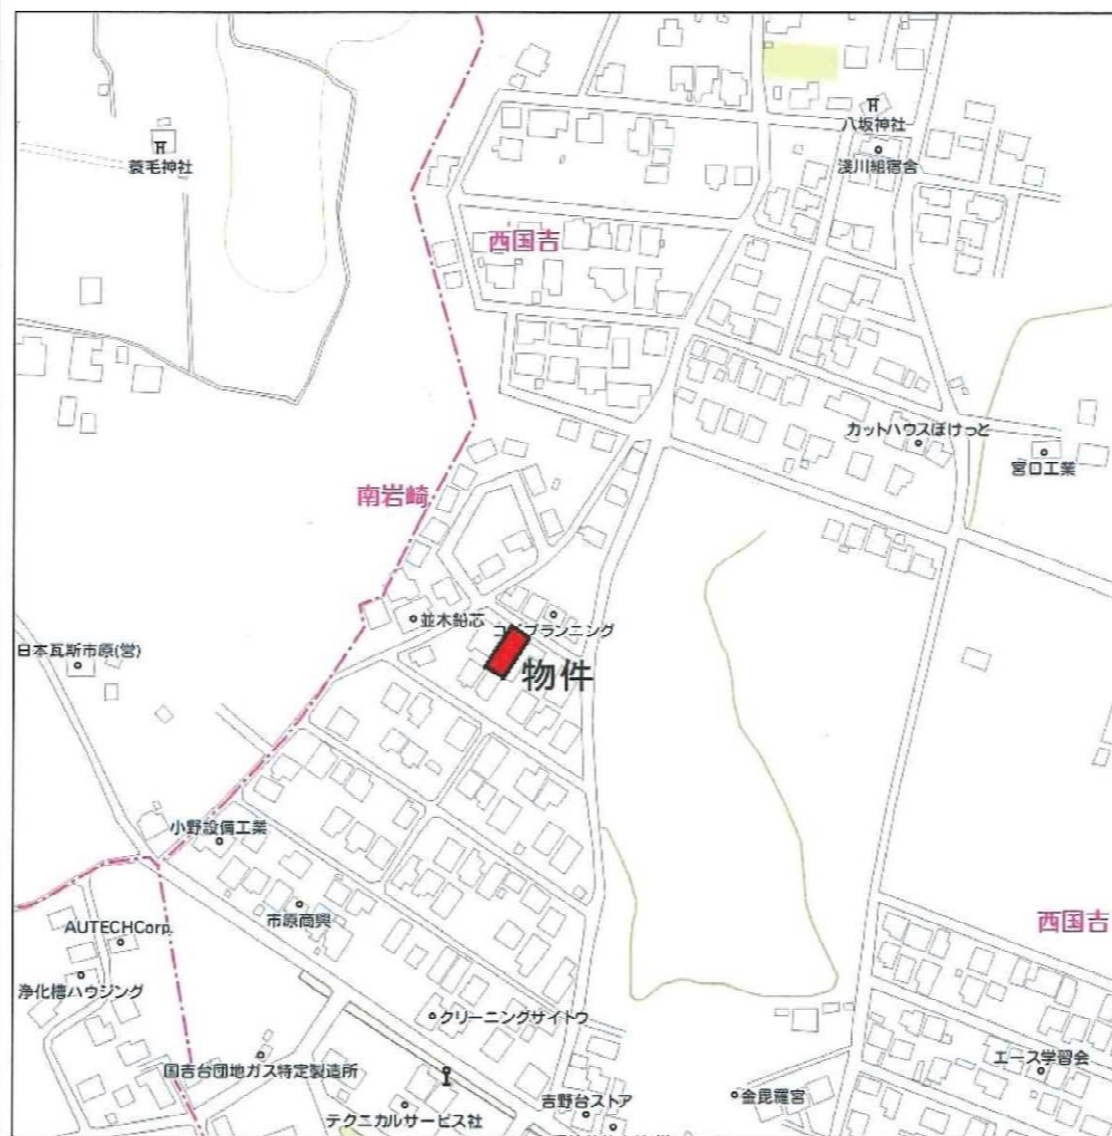 八坂神社
蓑毛神社
淺川組宿舎
西国吉
カットハウスぽけっと
宮口工業
南岩崎
並木鉛芯
プランニング
日本瓦斯市原(営)
物件
小野設備工業
市原商興
西国吉
AUTECHCorp.
浄化槽ハウジング
クリーニングサイトウ
国吉台団地ガス特定製造所
エース学習会
吉野台ストア
金毘羅宮
テクニカルサービス社